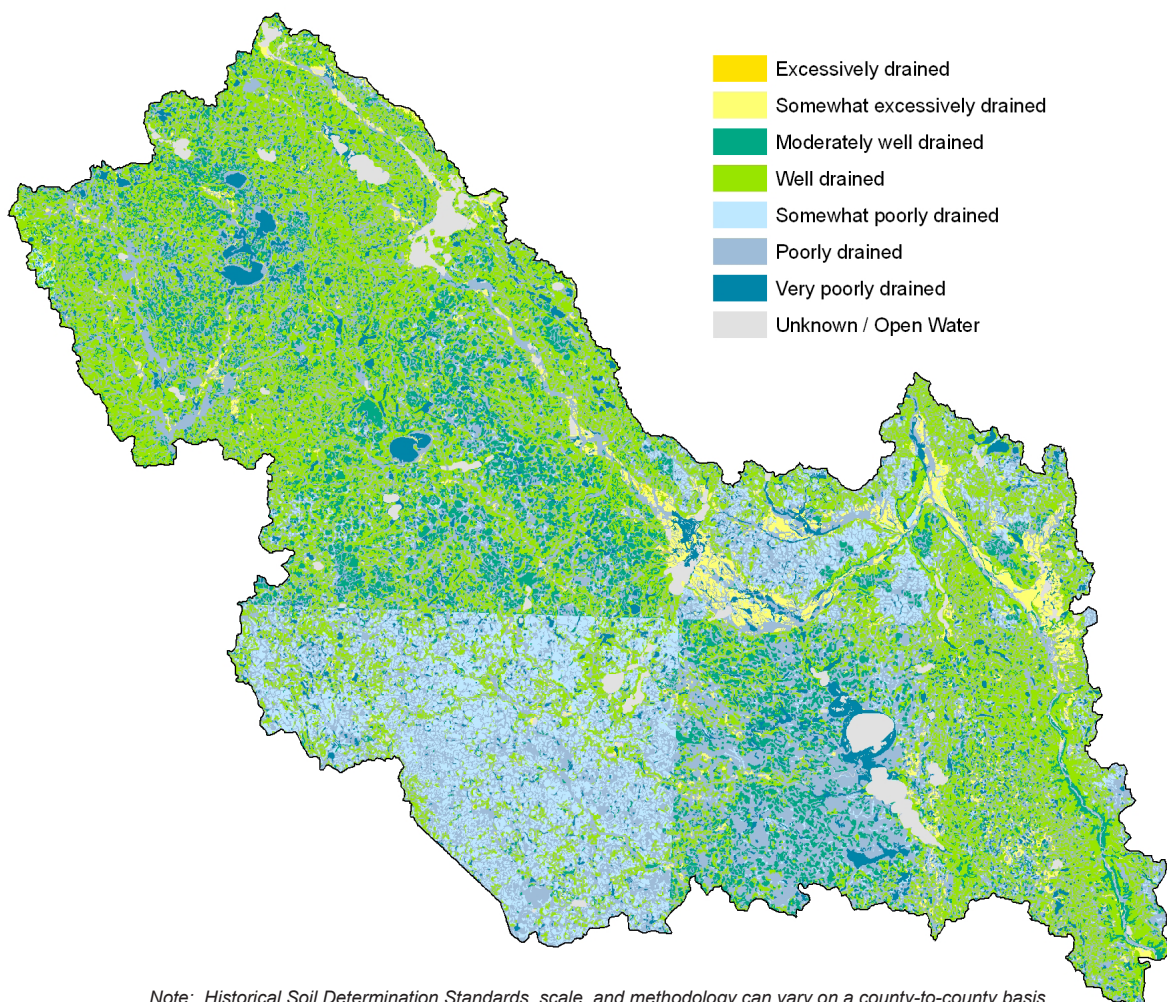 Excessively drained
Somewhat excessively drained
Moderately well drained
Well drained
Somewhat poorly drained
Poorly drained
Very poorly drained
Unknown / Open Water
Note: Historical Soil Determination Standards, scale, and methodology can vary on a county-to-county basis